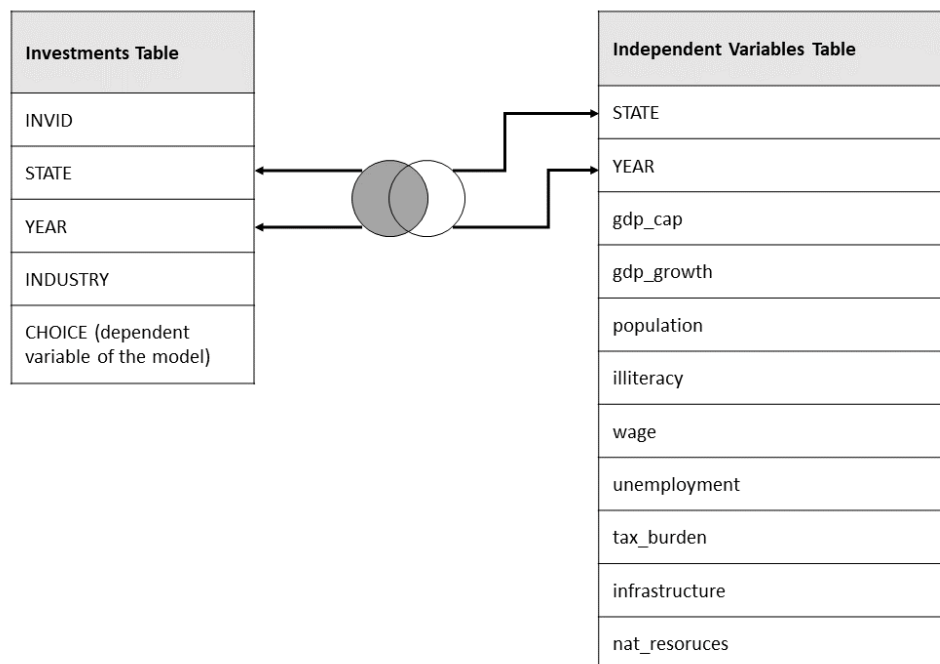 Investments Table
INVID
STATE
YEAR
INDUSTRY
CHOICE (dependent
variable of the model)
Independent Variables Table
STATE
YEAR
gdp_cap
gdp_growth
population
illiteracy
wage
unemployment
tax_burden
infrastructure
nat_resoruces